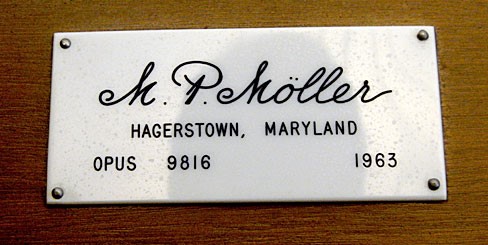 M. P. Möller
HAGERSTOWN, MARYLAND
OPUS 9816 1963